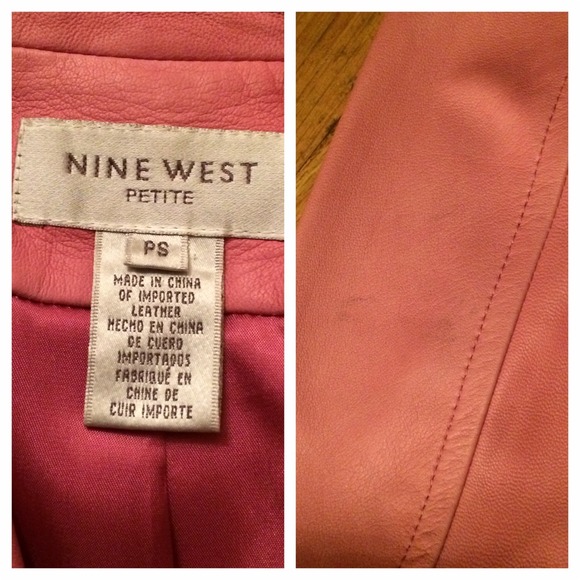 NINE WEST
PETITE
PS
MADE IN CHINA
OF IMPORTED
LEATHER
HECHO EN CHINA
DE CUERO
IMPORTADOS
FABRIQUÉ EN
CHINE DE
CUIR IMPORTE